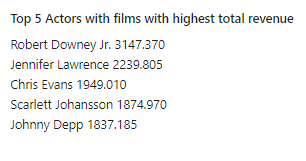 Top 5 Actors with films with highest total revenue
Robert Downey Jr. 3147.370
Jennifer Lawrence 2239.805
Chris Evans 1949.010
Scarlett Johansson 1874.970
Johnny Depp 1837.185